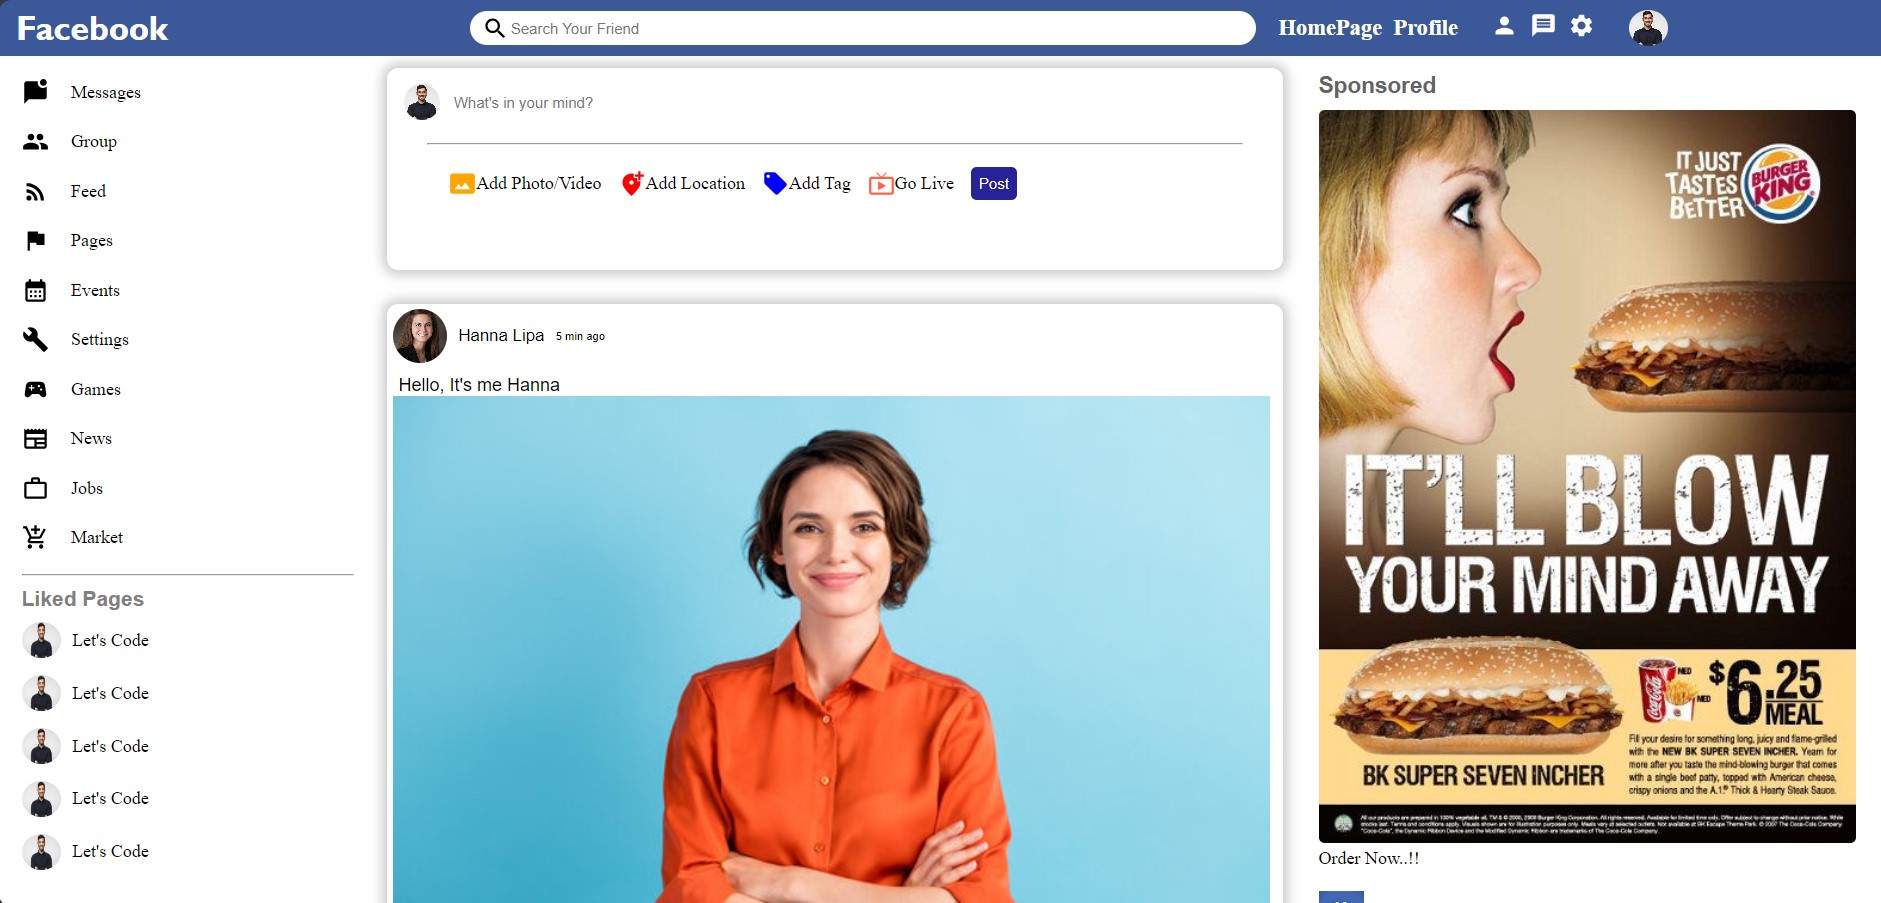 Facebook
Search Your Friend
HomePage Profile
Messages
Group
Feed
Pages
Events
Settings
Games
News
Jobs
Market
Liked Pages
Let's Code
Let's Code
Let's Code
Let's Code
Let's Code
What's in your mind?
Add Photo/Video Add Location Add Tag Go Live Post
Hanna Lipa 5 min ago
Hello, It's me Hanna
Sponsored
IT JUST
TASTES
BETTER
BURGER
KING
IT'LL BLOW
YOUR MIND AWAY
BK SUPER SEVEN INCHER
Coca-Cola
MED
MED
$6.25
MEAL
Fill your desire for something long, juicy and flame-grilled
with the NEW BK SUPER SEVEN INCHER. Yearn for
more after you taste the mind-blowing burger that comes
with a single beef patty, topped with American cheese,
crispy onions and the A.1.® Thick & Hearty Steak Sauce.
Order Now..!!